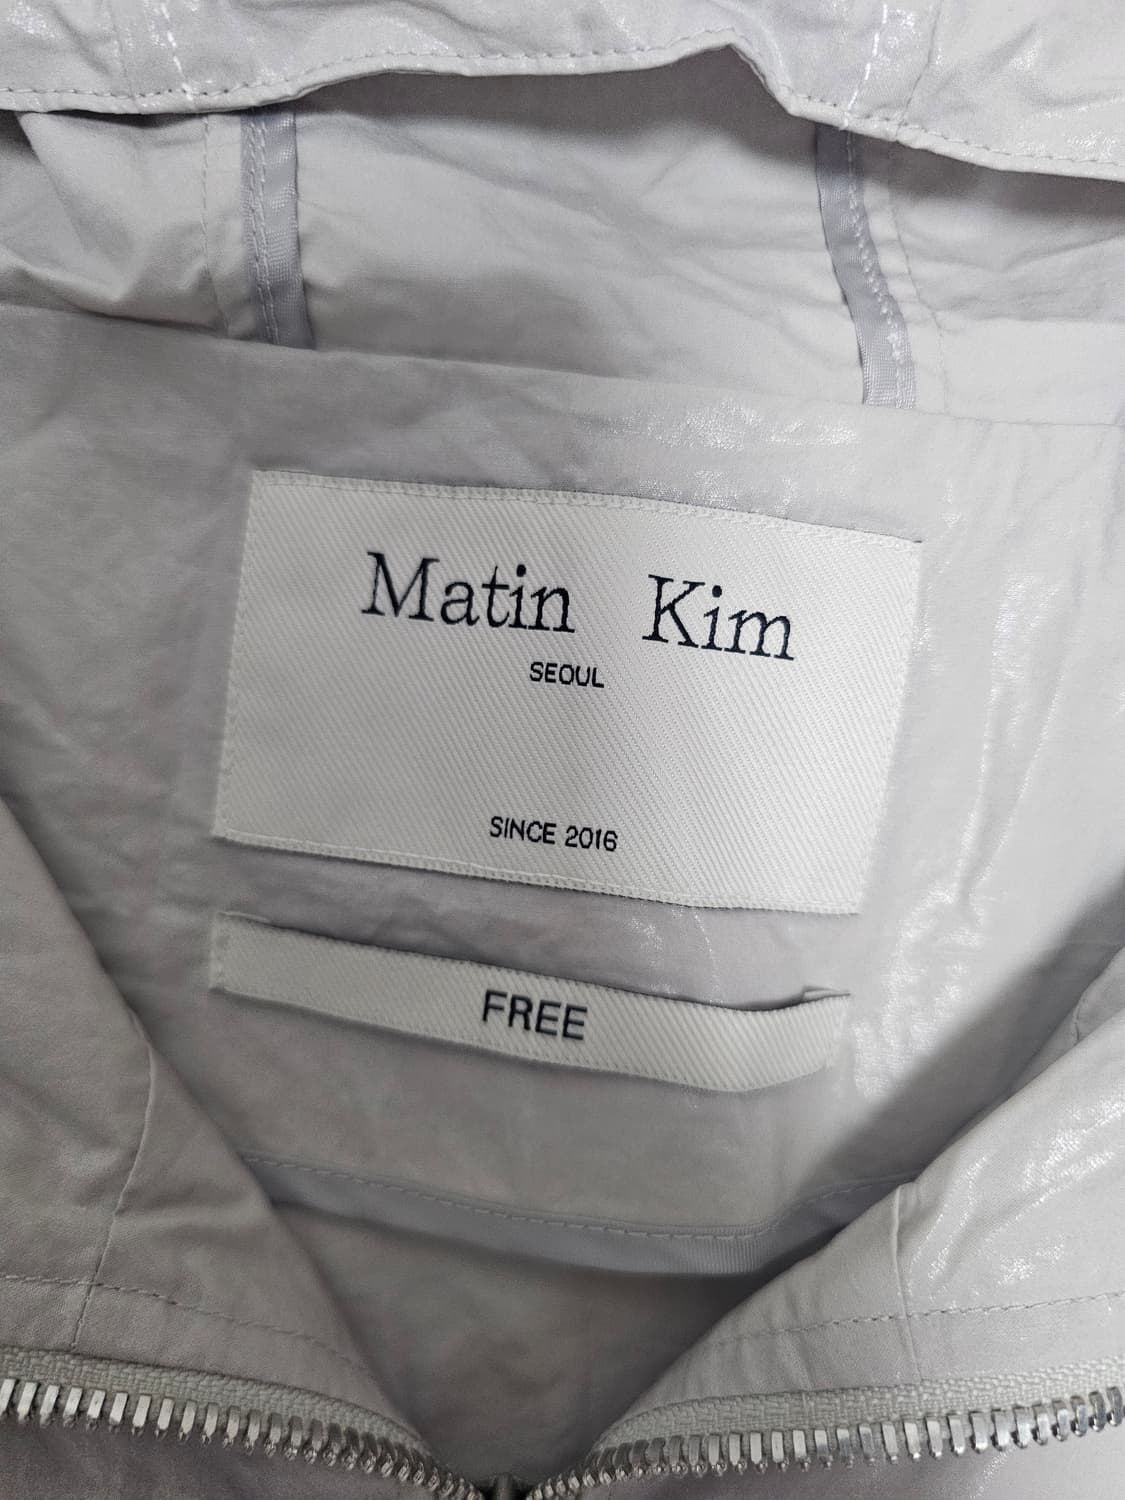 Matin Kim
SEOUL
SINCE 2016
FREE